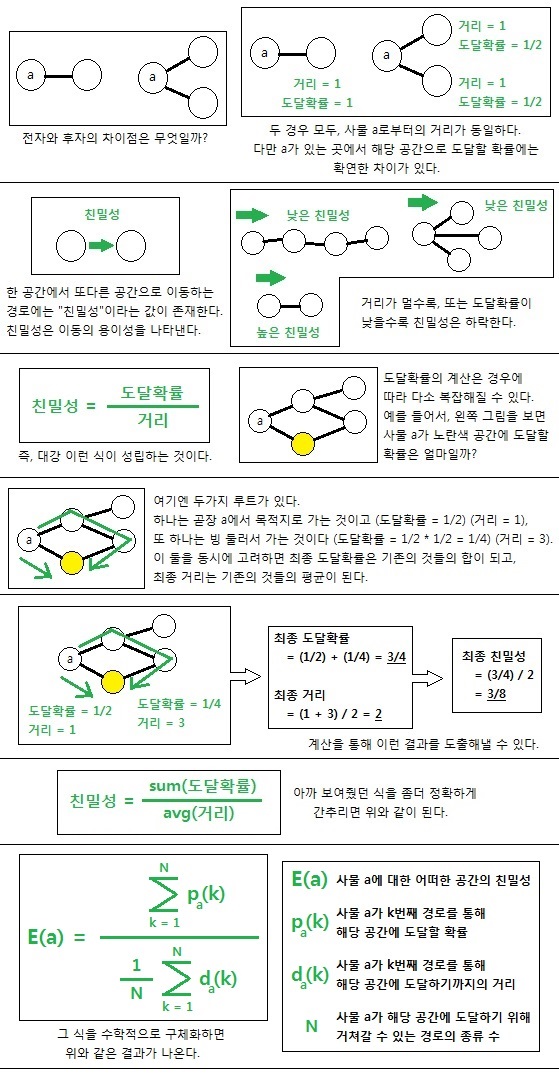 a
a
전자와 후자의 차이점은 무엇일까?
a
거리 = 1
도달확률 = 1
a
거리 = 1
도달확률 = 1/2
거리 = 1
도달확률 = 1/2
두 경우 모두, 사물 a로부터의 거리가 동일하다.
다만 a가 있는 곳에서 해당 공간으로 도달할 확률에는
확연한 차이가 있다.
친밀성
한 공간에서 또다른 공간으로 이동하는
경로에는 "친밀성"이라는 값이 존재한다.
친밀성은 이동의 용이성을 나타낸다.
낮은 친밀성
낮은 친밀성
높은 친밀성
거리가 멀수록, 또는 도달확률이
낮을수록 친밀성은 하락한다.
친밀성 = 도달확률
거리
즉, 대강 이런 식이 성립하는 것이다.
a
도달확률의 계산은 경우에
따라 다소 복잡해질 수 있다.
예를 들어서, 왼쪽 그림을 보면
사물 a가 노란색 공간에 도달할
확률은 얼마일까?
a
여기엔 두가지 루트가 있다.
하나는 곧장 a에서 목적지로 가는 것이고 (도달확률 = 1/2) (거리 = 1),
또 하나는 빙 둘러서 가는 것이다 (도달확률 = 1/2 * 1/2 = 1/4) (거리 = 3).
이 둘을 동시에 고려하면 최종 도달확률은 기존의 것들의 합이 되고,
최종 거리는 기존의 것들의 평균이 된다.
a
도달확률 = 1/2
거리 = 1
도달확률 = 1/4
거리 = 3
최종 도달확률
= (1/2) + (1/4) = 3/4
최종 거리
= (1 + 3) / 2 = 2
최종 친밀성
= (3/4) / 2
= 3/8
계산을 통해 이런 결과를 도출해낼 수 있다.
친밀성 = sum(도달확률)
avg(거리)
아까 보여줬던 식을 좀더 정확하게
간추리면 위와 같이 된다.
N
∑ pa(k)
k = 1
E(a) =
N
1/N ∑ da(k)
k = 1
그 식을 수학적으로 구체화하면
위와 같은 결과가 나온다.
E(a) 사물 a에 대한 어떠한 공간의 친밀성
pa(k) 사물 a가 k번째 경로를 통해
해당 공간에 도달할 확률
da(k) 사물 a가 k번째 경로를 통해
해당 공간에 도달하기까지의 거리
N 사물 a가 해당 공간에 도달하기 위해
거쳐갈 수 있는 경로의 종류 수